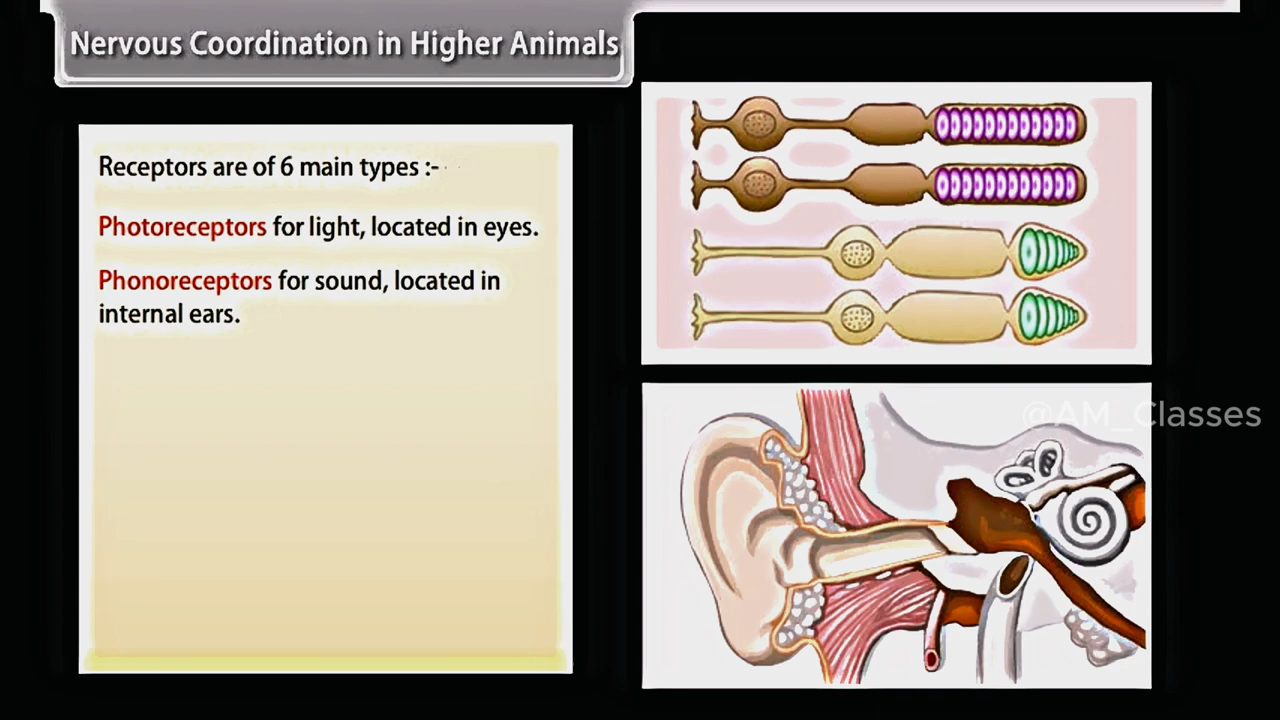 Nervous Coordination in Higher Animals
Receptors are of 6 main types :-
Photoreceptors for light, located in eyes.
Phonoreceptors for sound, located in
internal ears.
@AM_Classes